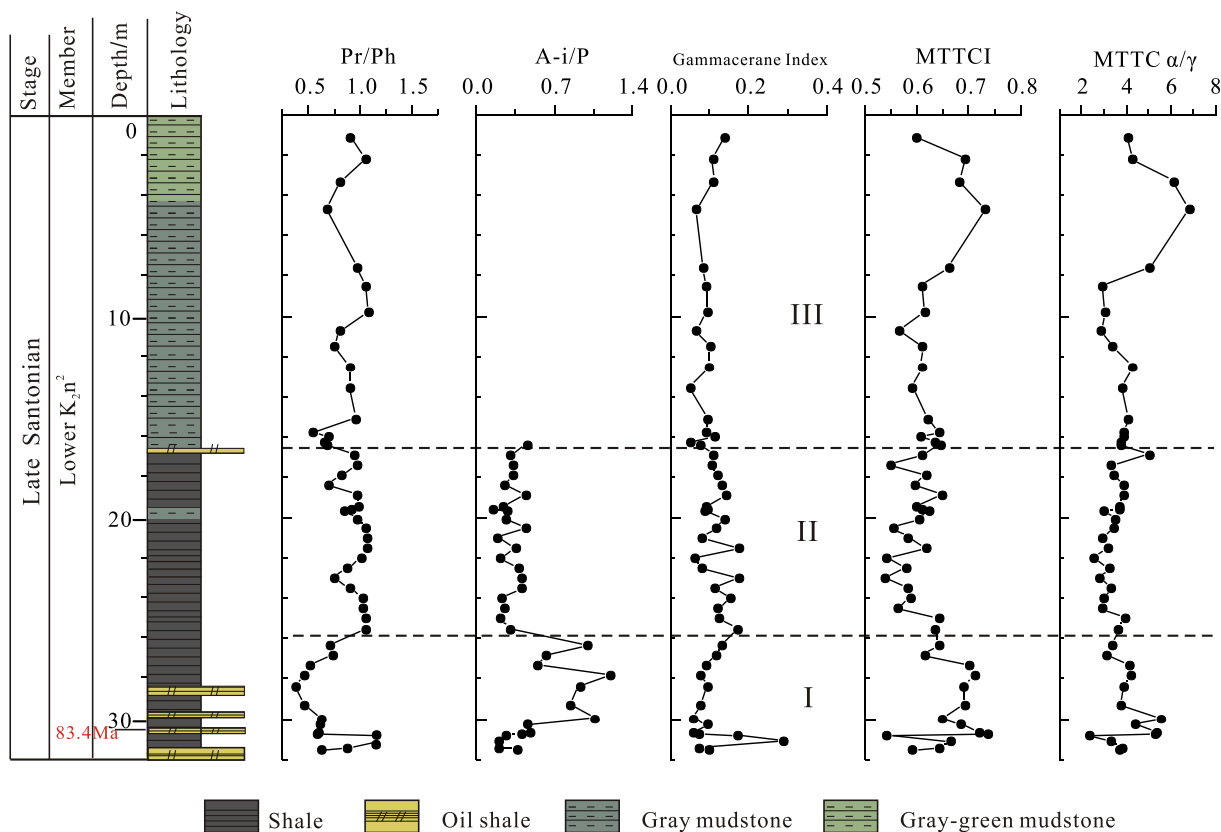 Stage
Member
Depth/m
Lithology
Pr/Ph
A-i/P
Gammacerane Index
MTTCI
MTTC α/γ
0.5 1.0 1.5
0.0 0.7 1.4
0.0 0.2 0.4
0.5 0.6 0.7 0.8
2 4 6 8
0
10
20
30
Late Santonian
Lower K₂n²
83.4Ma
III
II
I
Shale
Oil shale
Gray mudstone
Gray-green mudstone